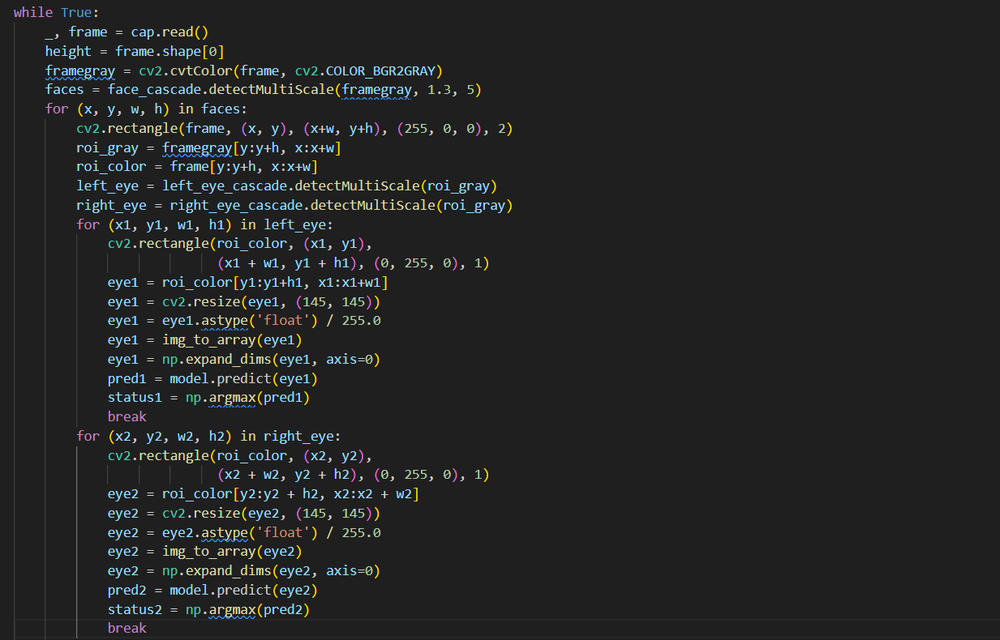 while True:
    _, frame = cap.read()
    height = frame.shape[0]
    framegray = cv2.cvtColor(frame, cv2.COLOR_BGR2GRAY)
    faces = face_cascade.detectMultiScale(framegray, 1.3, 5)
    for (x, y, w, h) in faces:
        cv2.rectangle(frame, (x, y), (x+w, y+h), (255, 0, 0), 2)
        roi_gray = framegray[y:y+h, x:x+w]
        roi_color = frame[y:y+h, x:x+w]
        left_eye = left_eye_cascade.detectMultiScale(roi_gray)
        right_eye = right_eye_cascade.detectMultiScale(roi_gray)
        for (x1, y1, w1, h1) in left_eye:
            cv2.rectangle(roi_color, (x1, y1),
                          (x1 + w1, y1 + h1), (0, 255, 0), 1)
            eye1 = roi_color[y1:y1+h1, x1:x1+w1]
            eye1 = cv2.resize(eye1, (145, 145))
            eye1 = eye1.astype('float') / 255.0
            eye1 = img_to_array(eye1)
            eye1 = np.expand_dims(eye1, axis=0)
            pred1 = model.predict(eye1)
            status1 = np.argmax(pred1)
            break
        for (x2, y2, w2, h2) in right_eye:
            cv2.rectangle(roi_color, (x2, y2),
                          (x2 + w2, y2 + h2), (0, 255, 0), 1)
            eye2 = roi_color[y2:y2 + h2, x2:x2 + w2]
            eye2 = cv2.resize(eye2, (145, 145))
            eye2 = eye2.astype('float') / 255.0
            eye2 = img_to_array(eye2)
            eye2 = np.expand_dims(eye2, axis=0)
            pred2 = model.predict(eye2)
            status2 = np.argmax(pred2)
            break